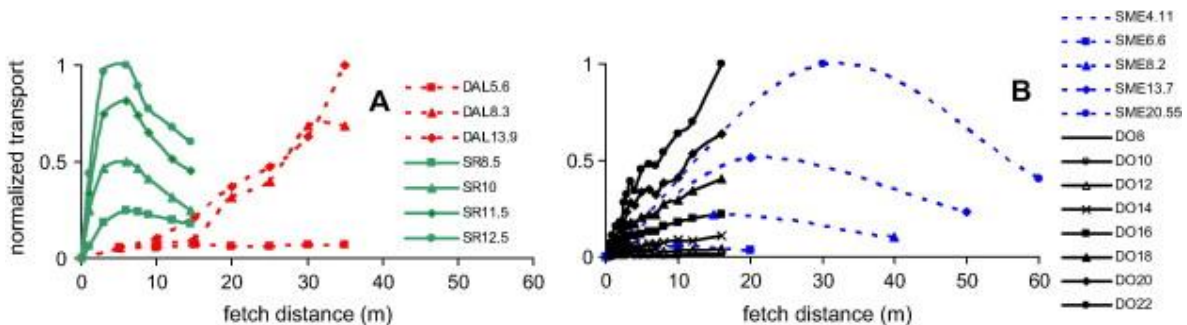 normalized transport
1
0.5
0
0 10 20 30 40 50 60
fetch distance (m)
A
DAL5.6
DAL8.3
DAL13.9
SR8.5
SR10
SR11.5
SR12.5
1
0.5
0
0 10 20 30 40 50 60
fetch distance (m)
B
SME4.11
SME6.6
SME8.2
SME13.7
SME20.55
DO8
DO10
DO12
DO14
DO16
DO18
DO20
DO22